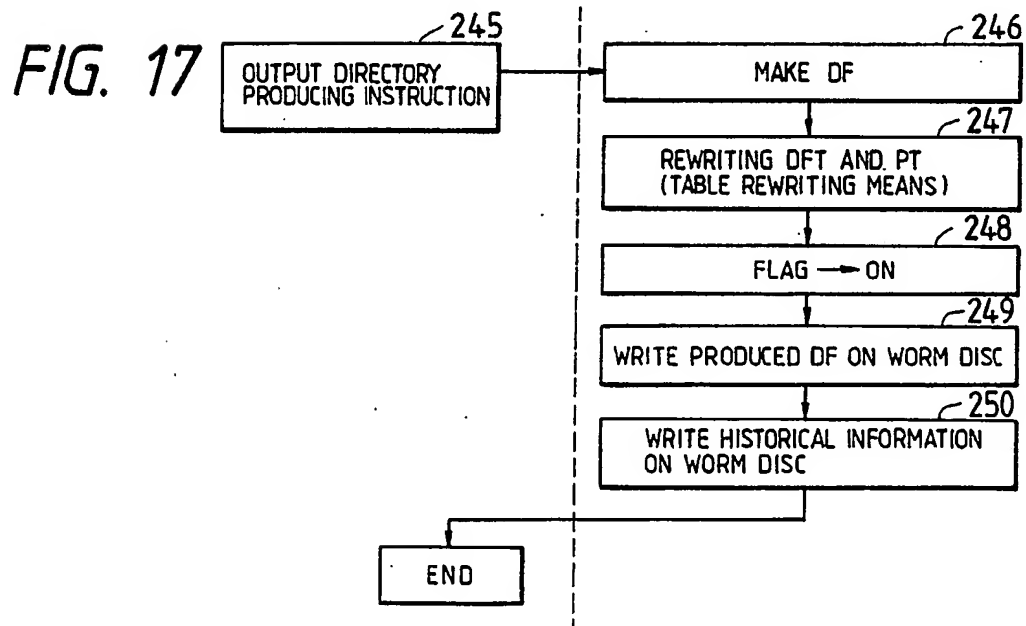 FIG. 17
245
OUTPUT DIRECTORY
PRODUCING INSTRUCTION
246
MAKE DF
247
REWRITING DFT AND. PT
(TABLE REWRITING MEANS)
248
FLAG → ON
249
WRITE PRODUCED DF ON WORM DISC
250
WRITE HISTORICAL INFORMATION
ON WORM DISC
END